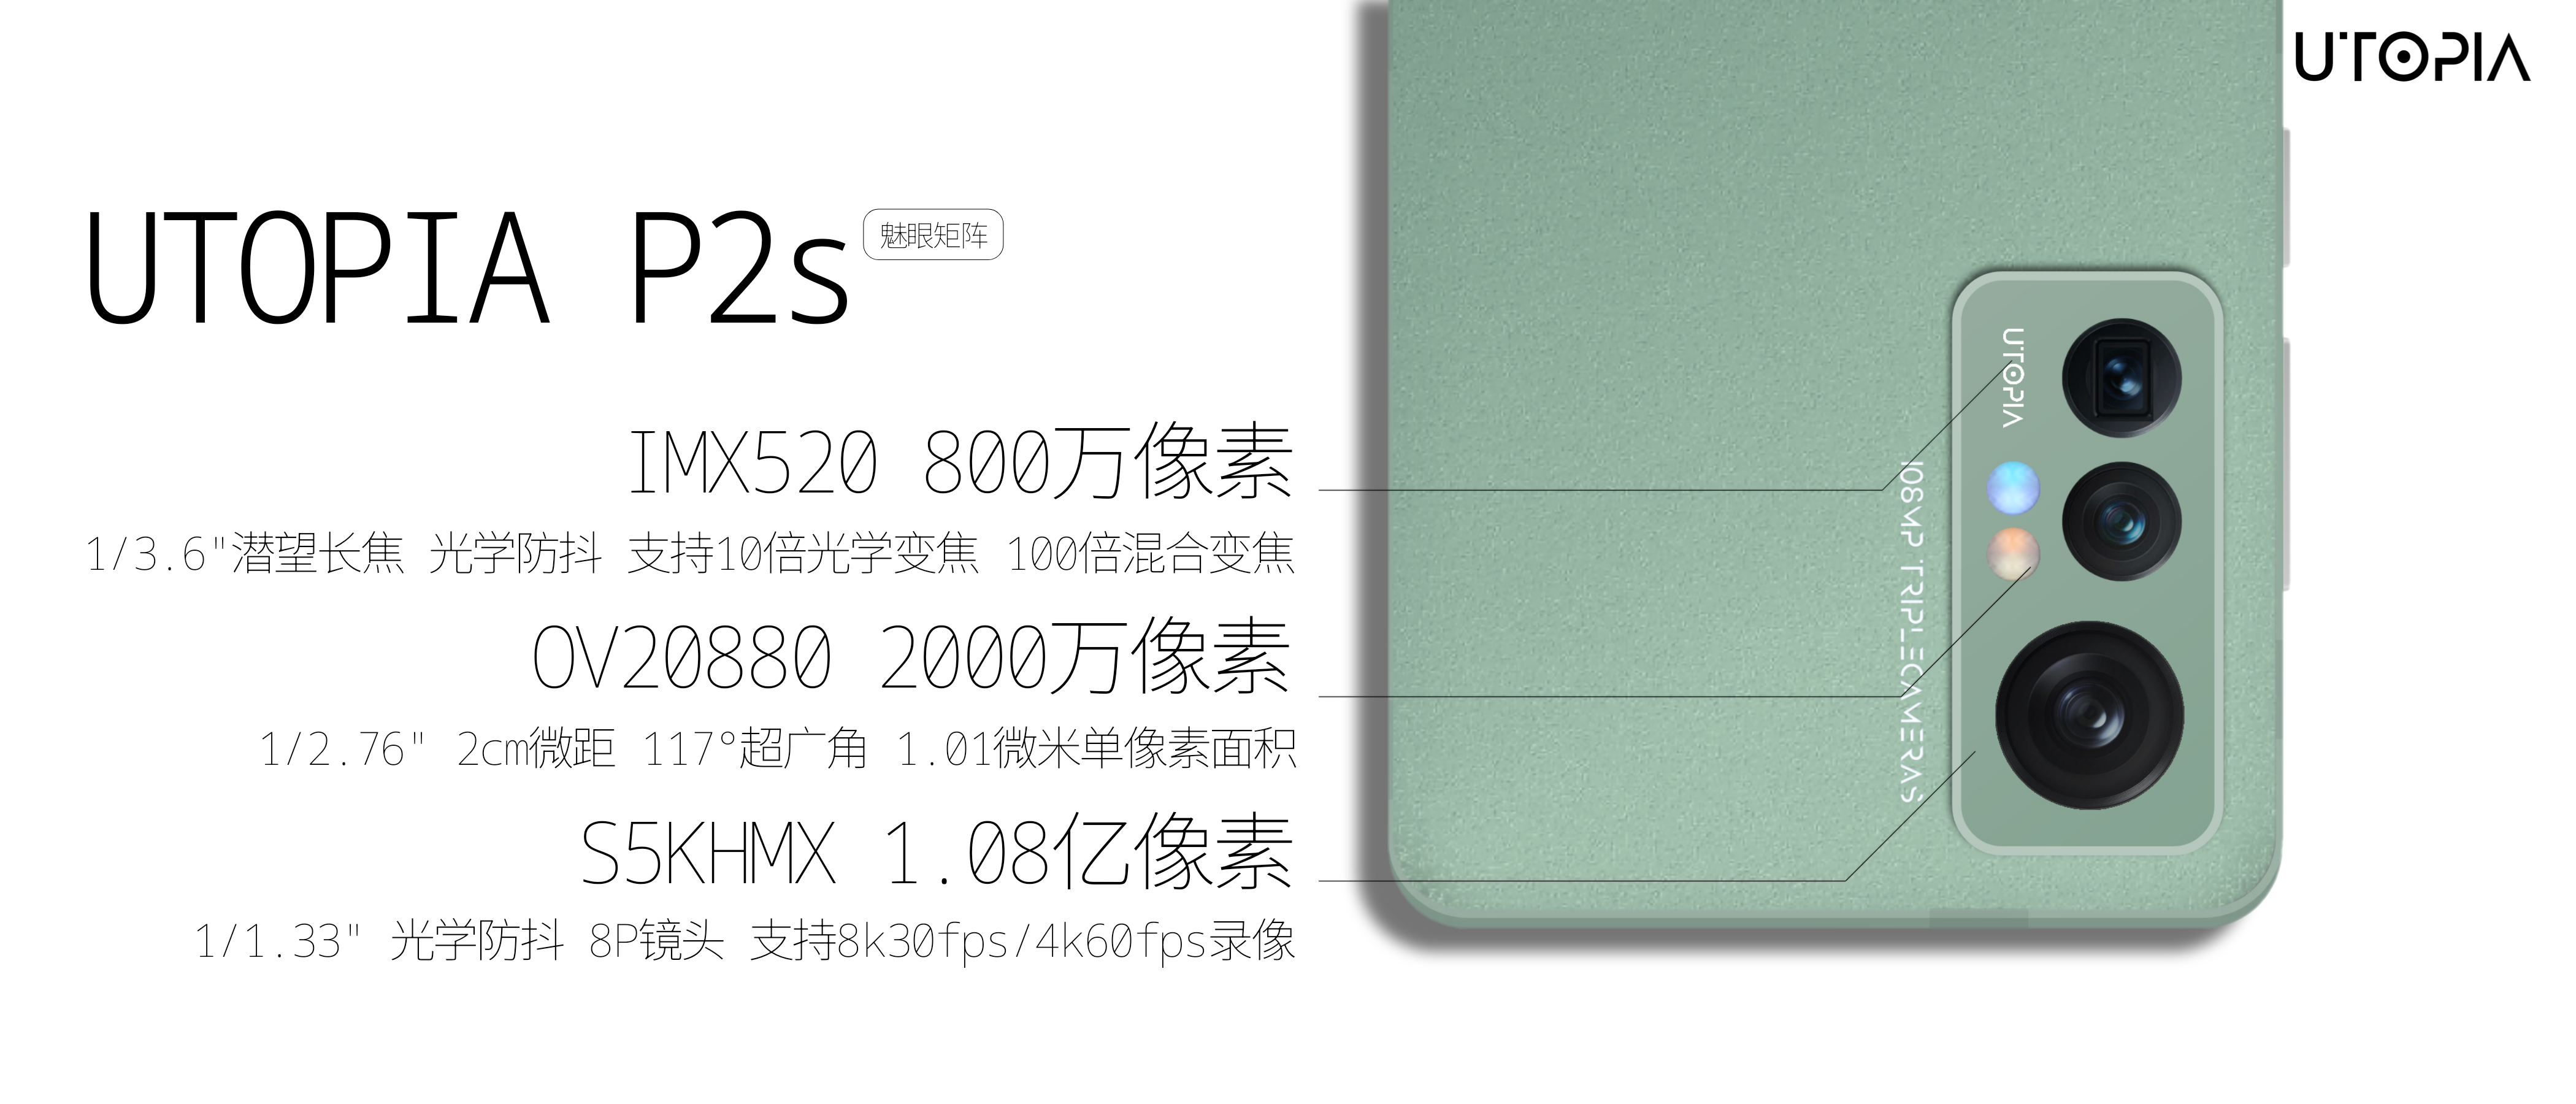 UTOPIA
UTOPIA P2s 魅眼矩阵
IMX520 800万像素
1/3.6"潜望长焦 光学防抖 支持10倍光学变焦 100倍混合变焦
OV20880 2000万像素
1/2.76" 2cm微距 117°超广角 1.01微米单像素面积
S5KHMX 1.08亿像素
1/1.33" 光学防抖 8P镜头 支持8k30fps/4k60fps录像
UTOPIA
108MP TRIPLECAMERAS